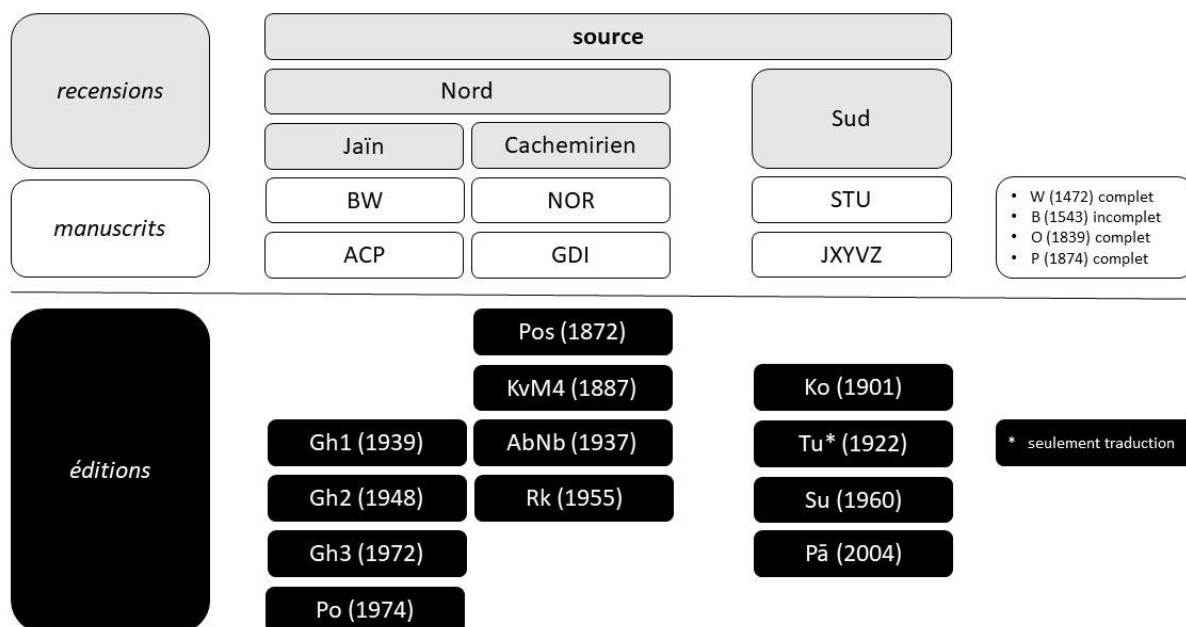 source
recensions
Nord
Sud
Jaïn
Cachemirien
manuscrits
BW
NOR
STU
ACP
GDI
JXYVZ
• W (1472) complet
• B (1543) incomplet
• O (1839) complet
• P (1874) complet
éditions
Pos (1872)
KvM4 (1887)
Ko (1901)
Gh1 (1939)
AbNb (1937)
Tu* (1922)
* seulement traduction
Gh2 (1948)
Rk (1955)
Su (1960)
Gh3 (1972)
Pā (2004)
Po (1974)